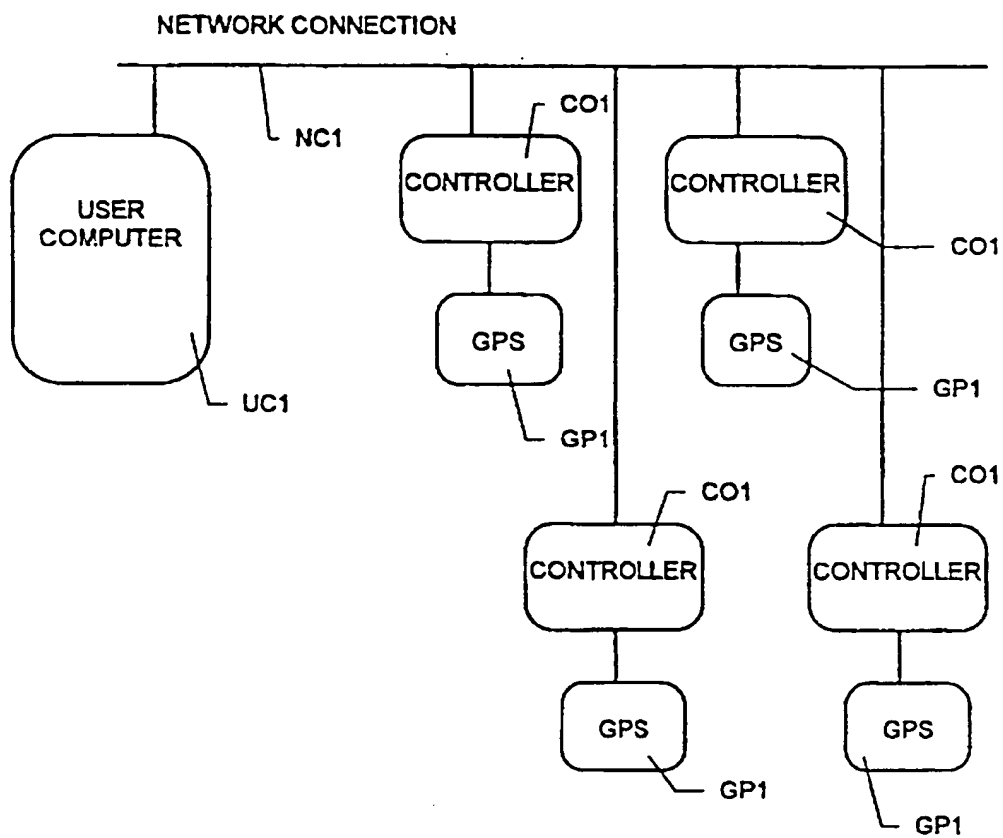 NETWORK CONNECTION
NC1
CO1
CONTROLLER
CONTROLLER
USER
COMPUTER
CO1
GPS
GPS
GP1
UC1
GP1
CO1
CO1
CONTROLLER
CONTROLLER
GPS
GPS
GP1
GP1